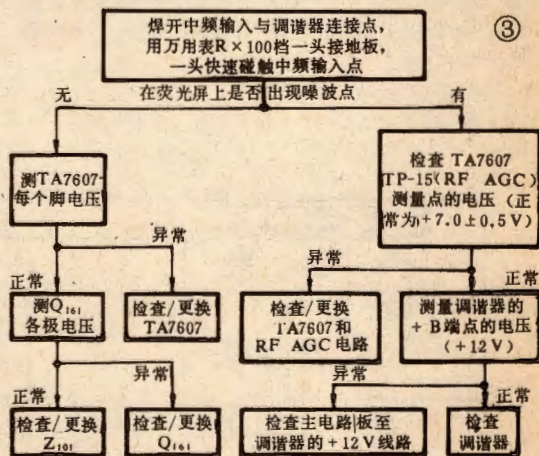 ③
焊开中频输入与调谐器连接点，
用万用表R×100档一头接地板，
一头快速碰触中频输入点
无
在荧光屏上是否出现噪波点
有
测TA7607
每个脚电压
检查 TA7607
TP-15(RF AGC)
测量点的电压（正
常为+7.0±0.5V）
正常
异常
异常
正常
测Q161
各极电压
检查/更换
TA7607
检查/更换
TA7607和
RF AGC电路
测量调谐器的
+B端点的电压
(+12V)
正常
异常
异常
正常
检查/更换
Z101
检查/更换
Q161
检查主电路板至
调谐器的+12V线路
检查
调谐器